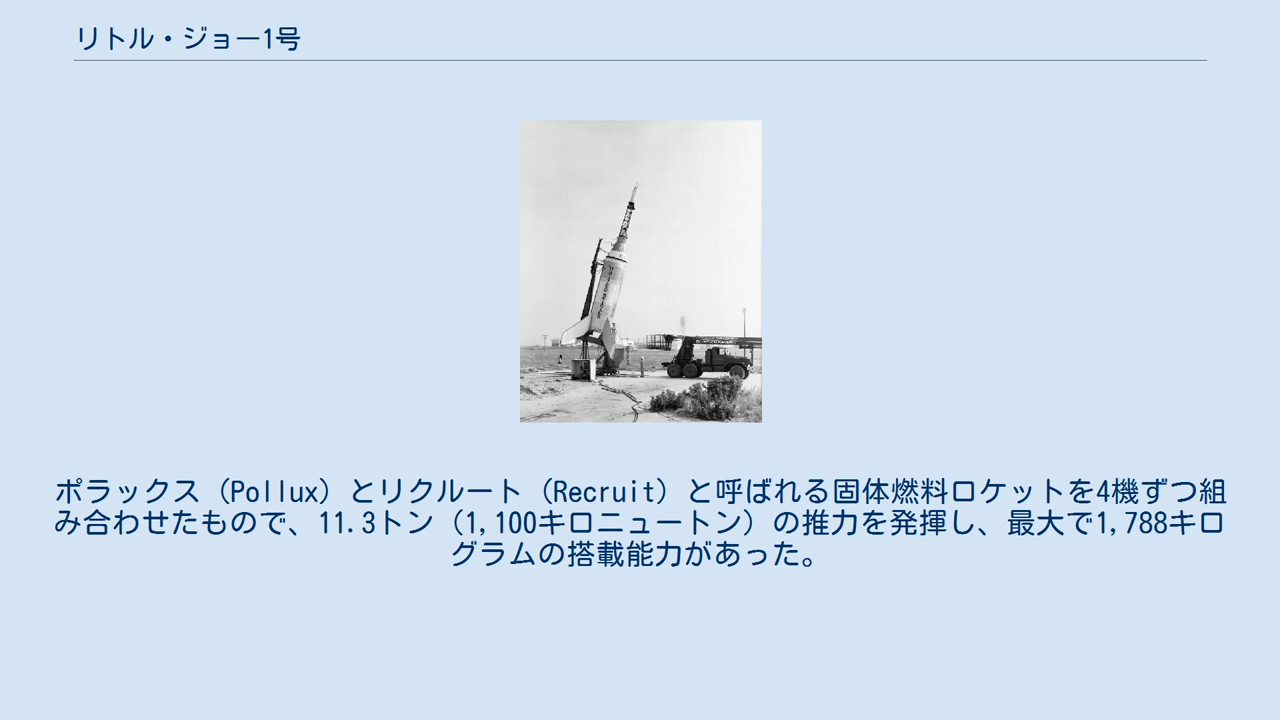 リトル・ジョー1号
ポラックス（Pollux）とリクルート（Recruit）と呼ばれる固体燃料ロケットを4機ずつ組
み合わせたもので、11.3トン（1,100キロニュートン）の推力を発揮し、最大で1,788キロ
グラムの搭載能力があった。